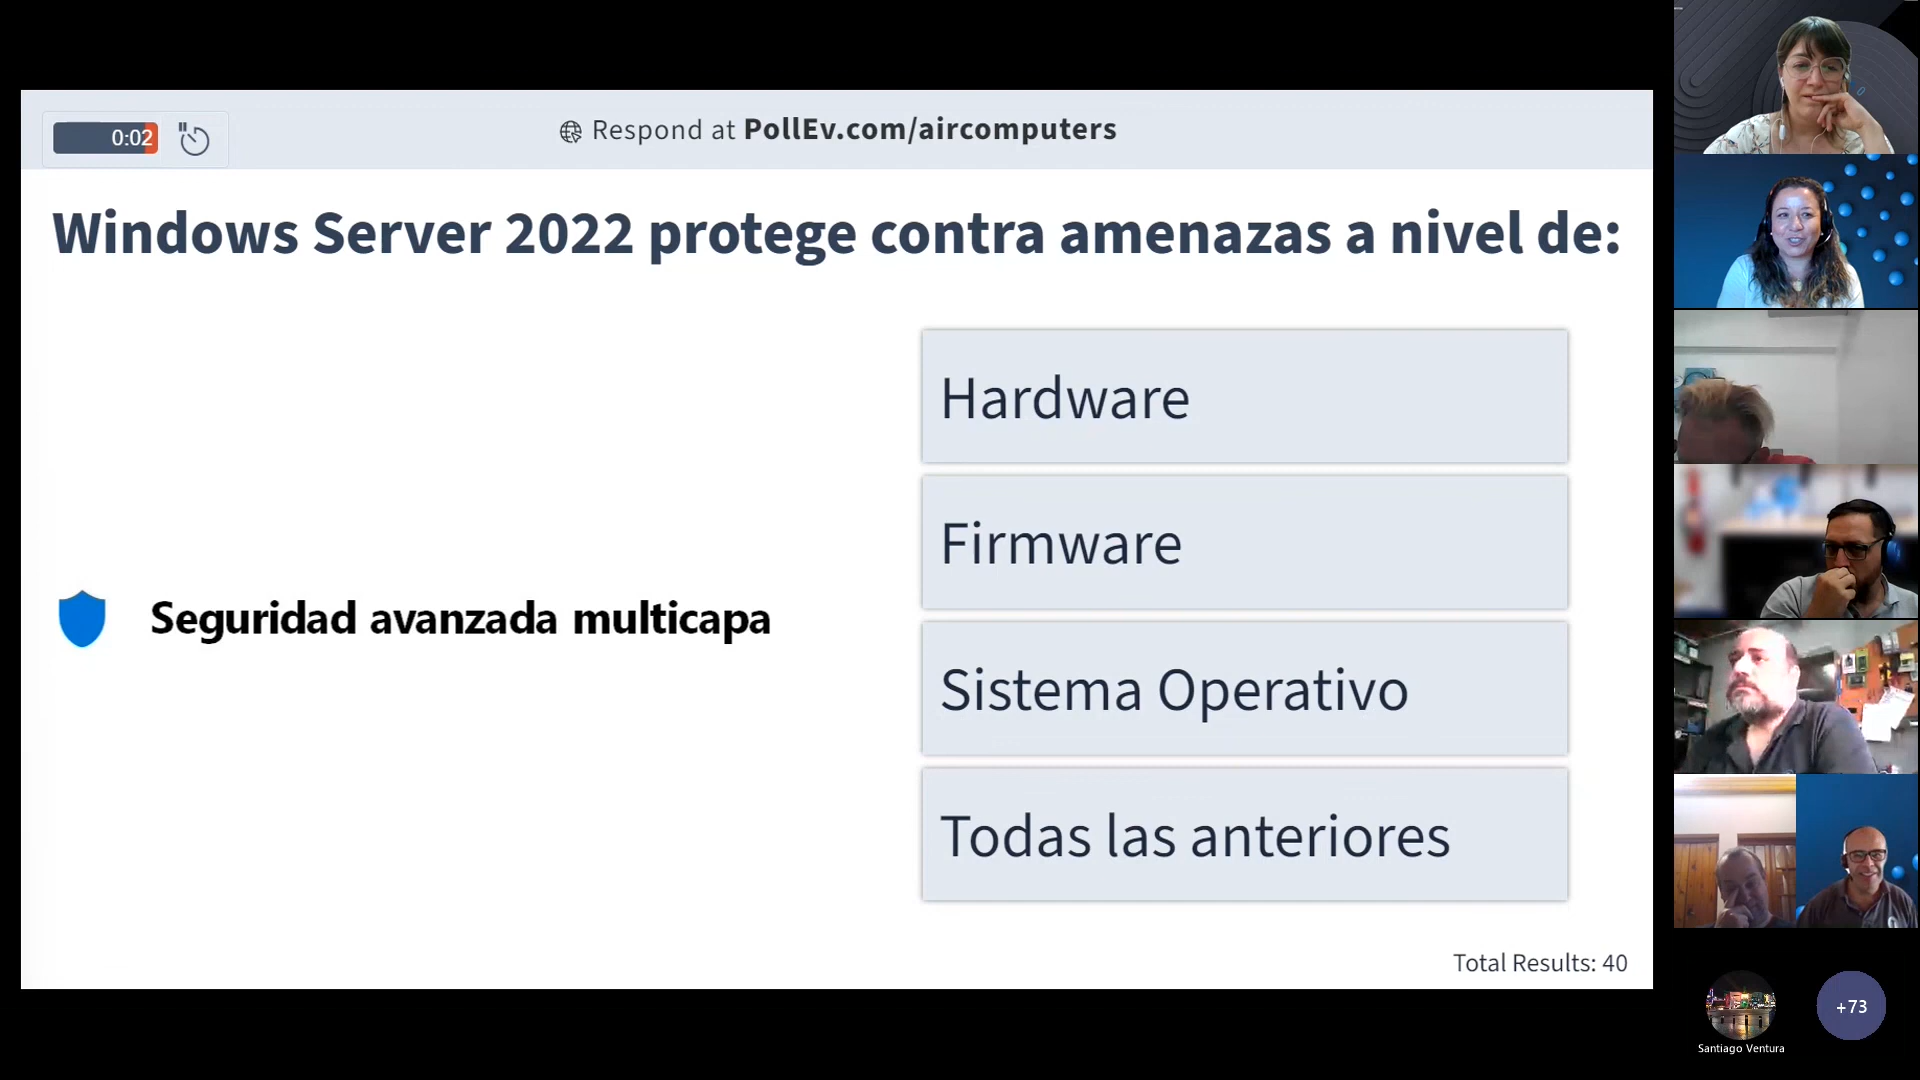 0:02
Respond at PollEv.com/aircomputers
Windows Server 2022 protege contra amenazas a nivel de:
Seguridad avanzada multicapa
Hardware
Firmware
Sistema Operativo
Todas las anteriores
Total Results: 40
+73
Santiago Ventura